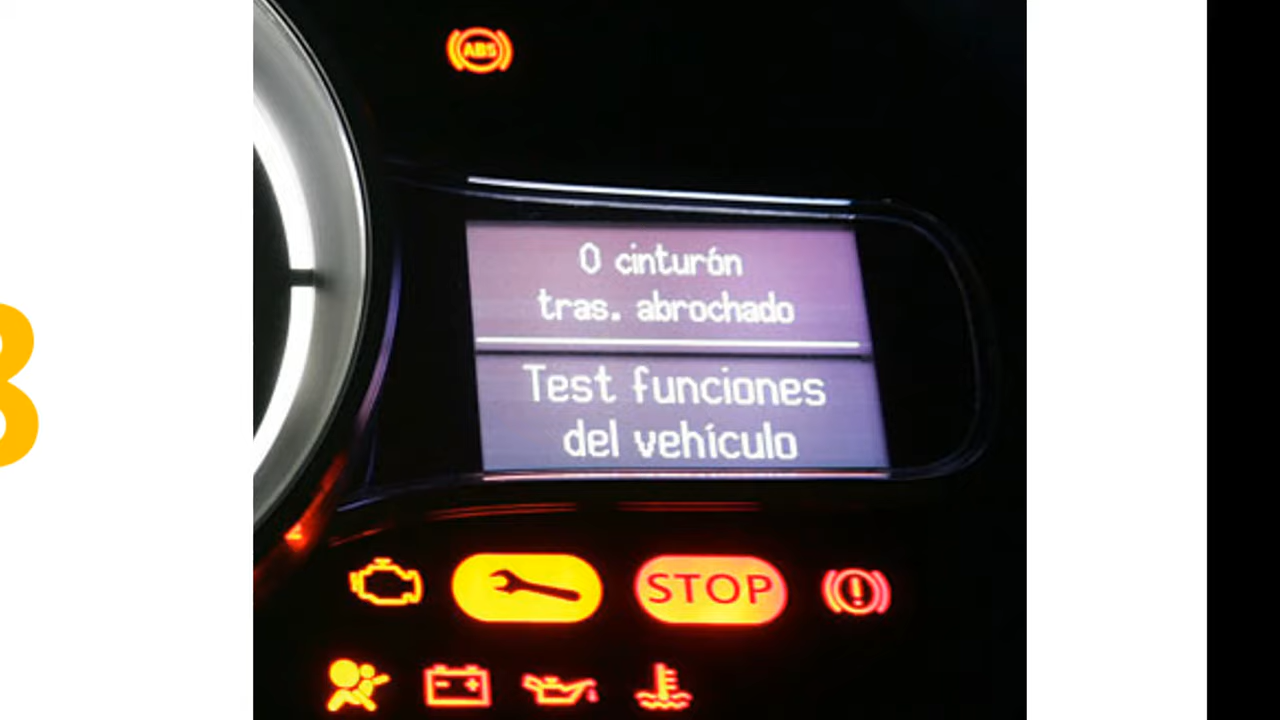 ABS
0 cinturón
tras. abrochado
Test funciones
del vehículo
STOP